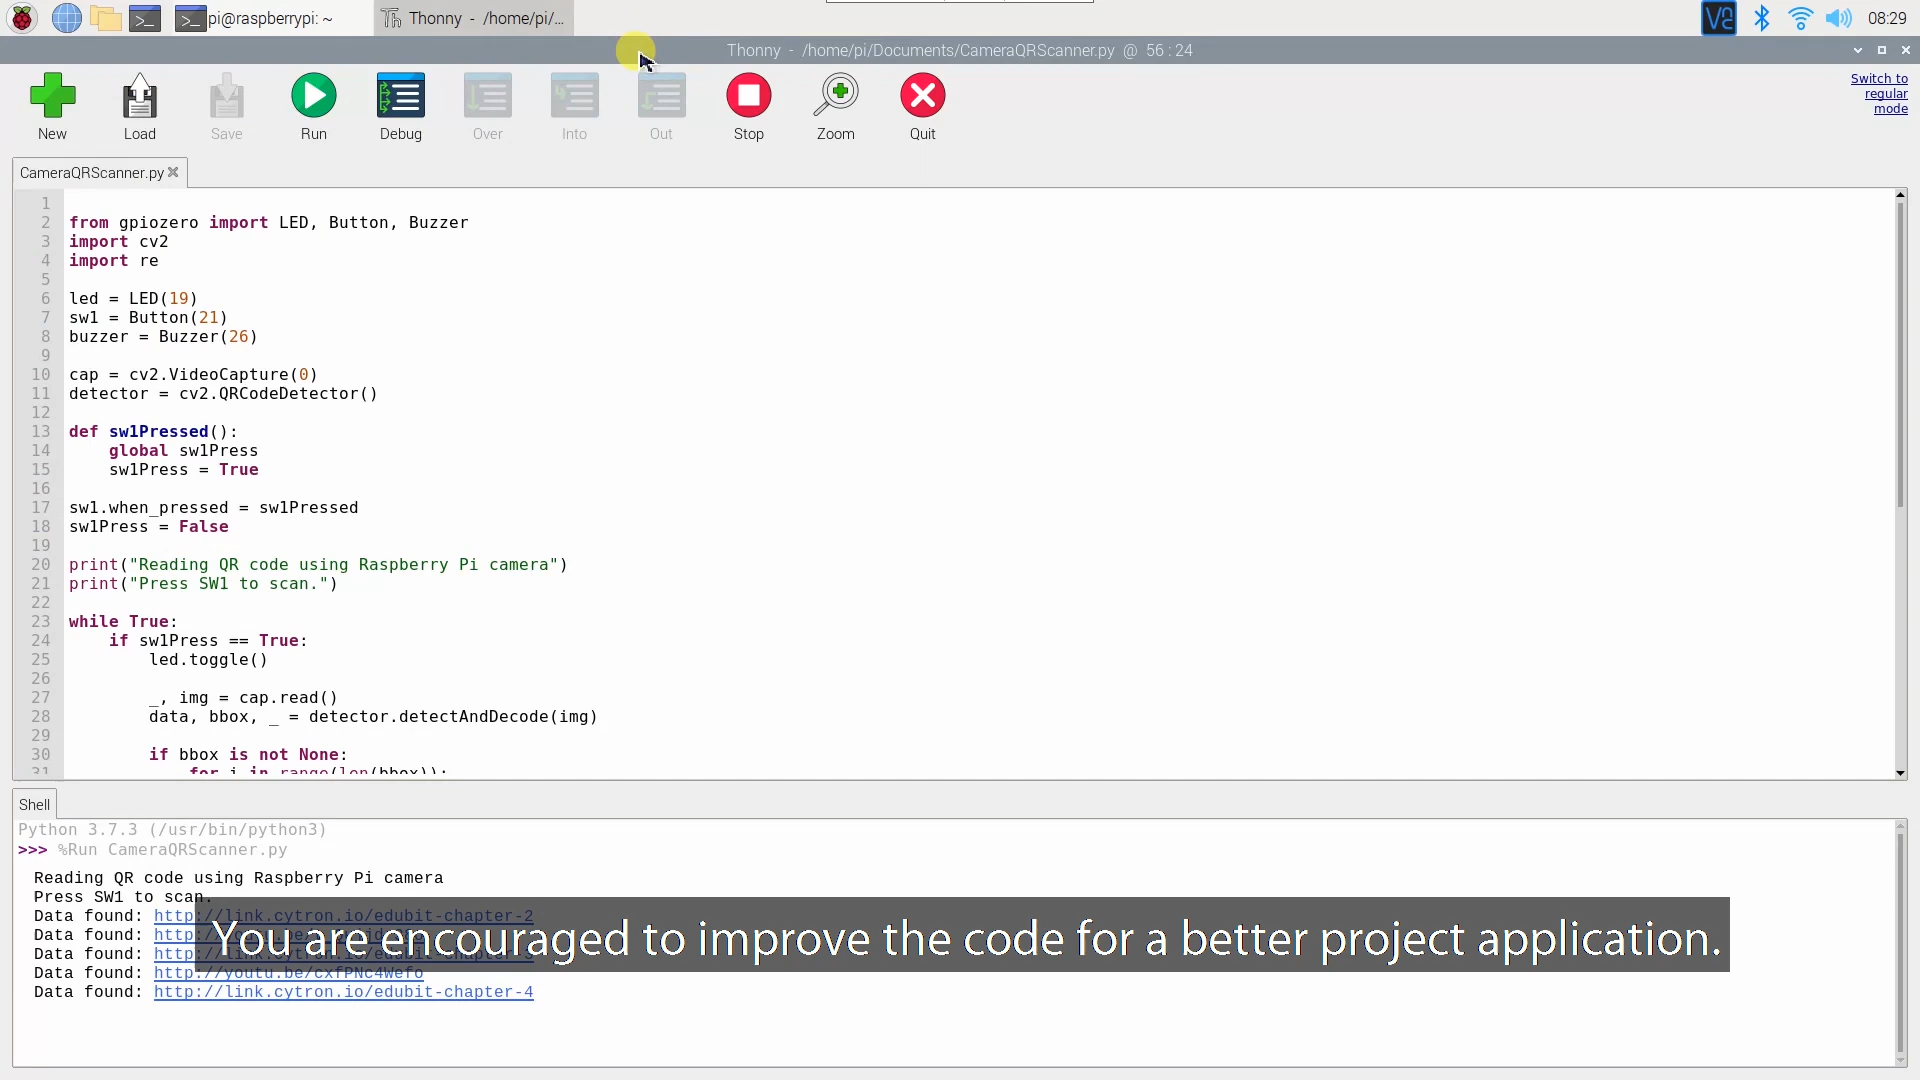 pi@raspberrypi: ~
Thonny - /home/pi/...
08:29
Thonny - /home/pi/Documents/CameraQRScanner.py @ 56 : 24
New
Load
Save
Run
Debug
Over
Into
Out
Stop
Zoom
Quit
Switch to
regular
mode
CameraQRScanner.py
1
2 from gpiozero import LED, Button, Buzzer
3 import cv2
4 import re
5
6 led = LED(19)
7 sw1 = Button(21)
8 buzzer = Buzzer(26)
9
10 cap = cv2.VideoCapture(0)
11 detector = cv2.QRCodeDetector()
12
13 def sw1Pressed():
14 global sw1Press
15 sw1Press = True
16
17 sw1.when_pressed = sw1Pressed
18 sw1Press = False
19
20 print("Reading QR code using Raspberry Pi camera")
21 print("Press SW1 to scan.")
22
23 while True:
24 if sw1Press == True:
25 led.toggle()
26
27 _, img = cap.read()
28 data, bbox, _ = detector.detectAndDecode(img)
29
30 if bbox is not None:
31 for i in range(len(bbox)):
Shell
Python 3.7.3 (/usr/bin/python3)
>>> %Run CameraQRScanner.py
Reading QR code using Raspberry Pi camera
Press SW1 to scan.
Data found: http://link.cytron.io/edubit-chapter-2
Data found:
Data found:
Data found: http://youtu.be/cxfPNc4Wefo
Data found: http://link.cytron.io/edubit-chapter-4
You are encouraged to improve the code for a better project application.